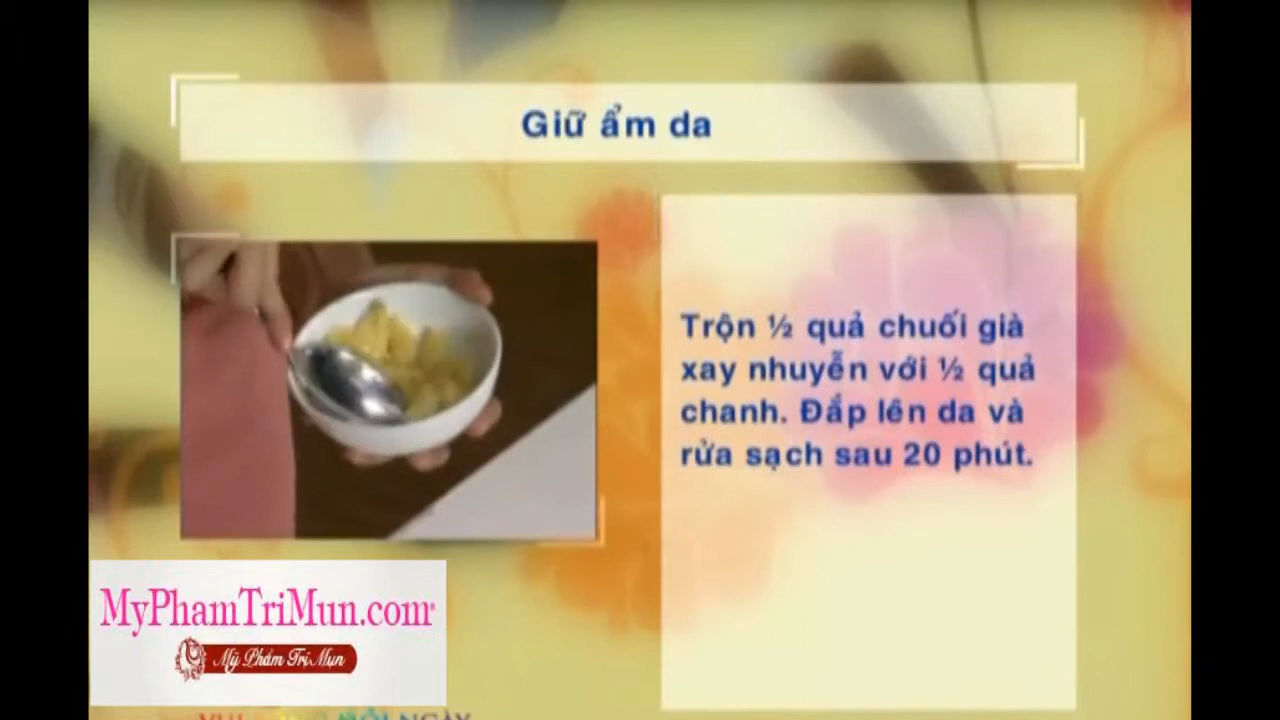 Giữ ẩm da
Trộn ½ quả chuối già
xay nhuyễn với ½ quả
chanh. Đắp lên da và
rửa sạch sau 20 phút.
MyPhamTriMun.com
Mỹ Phẩm Trị Mụn